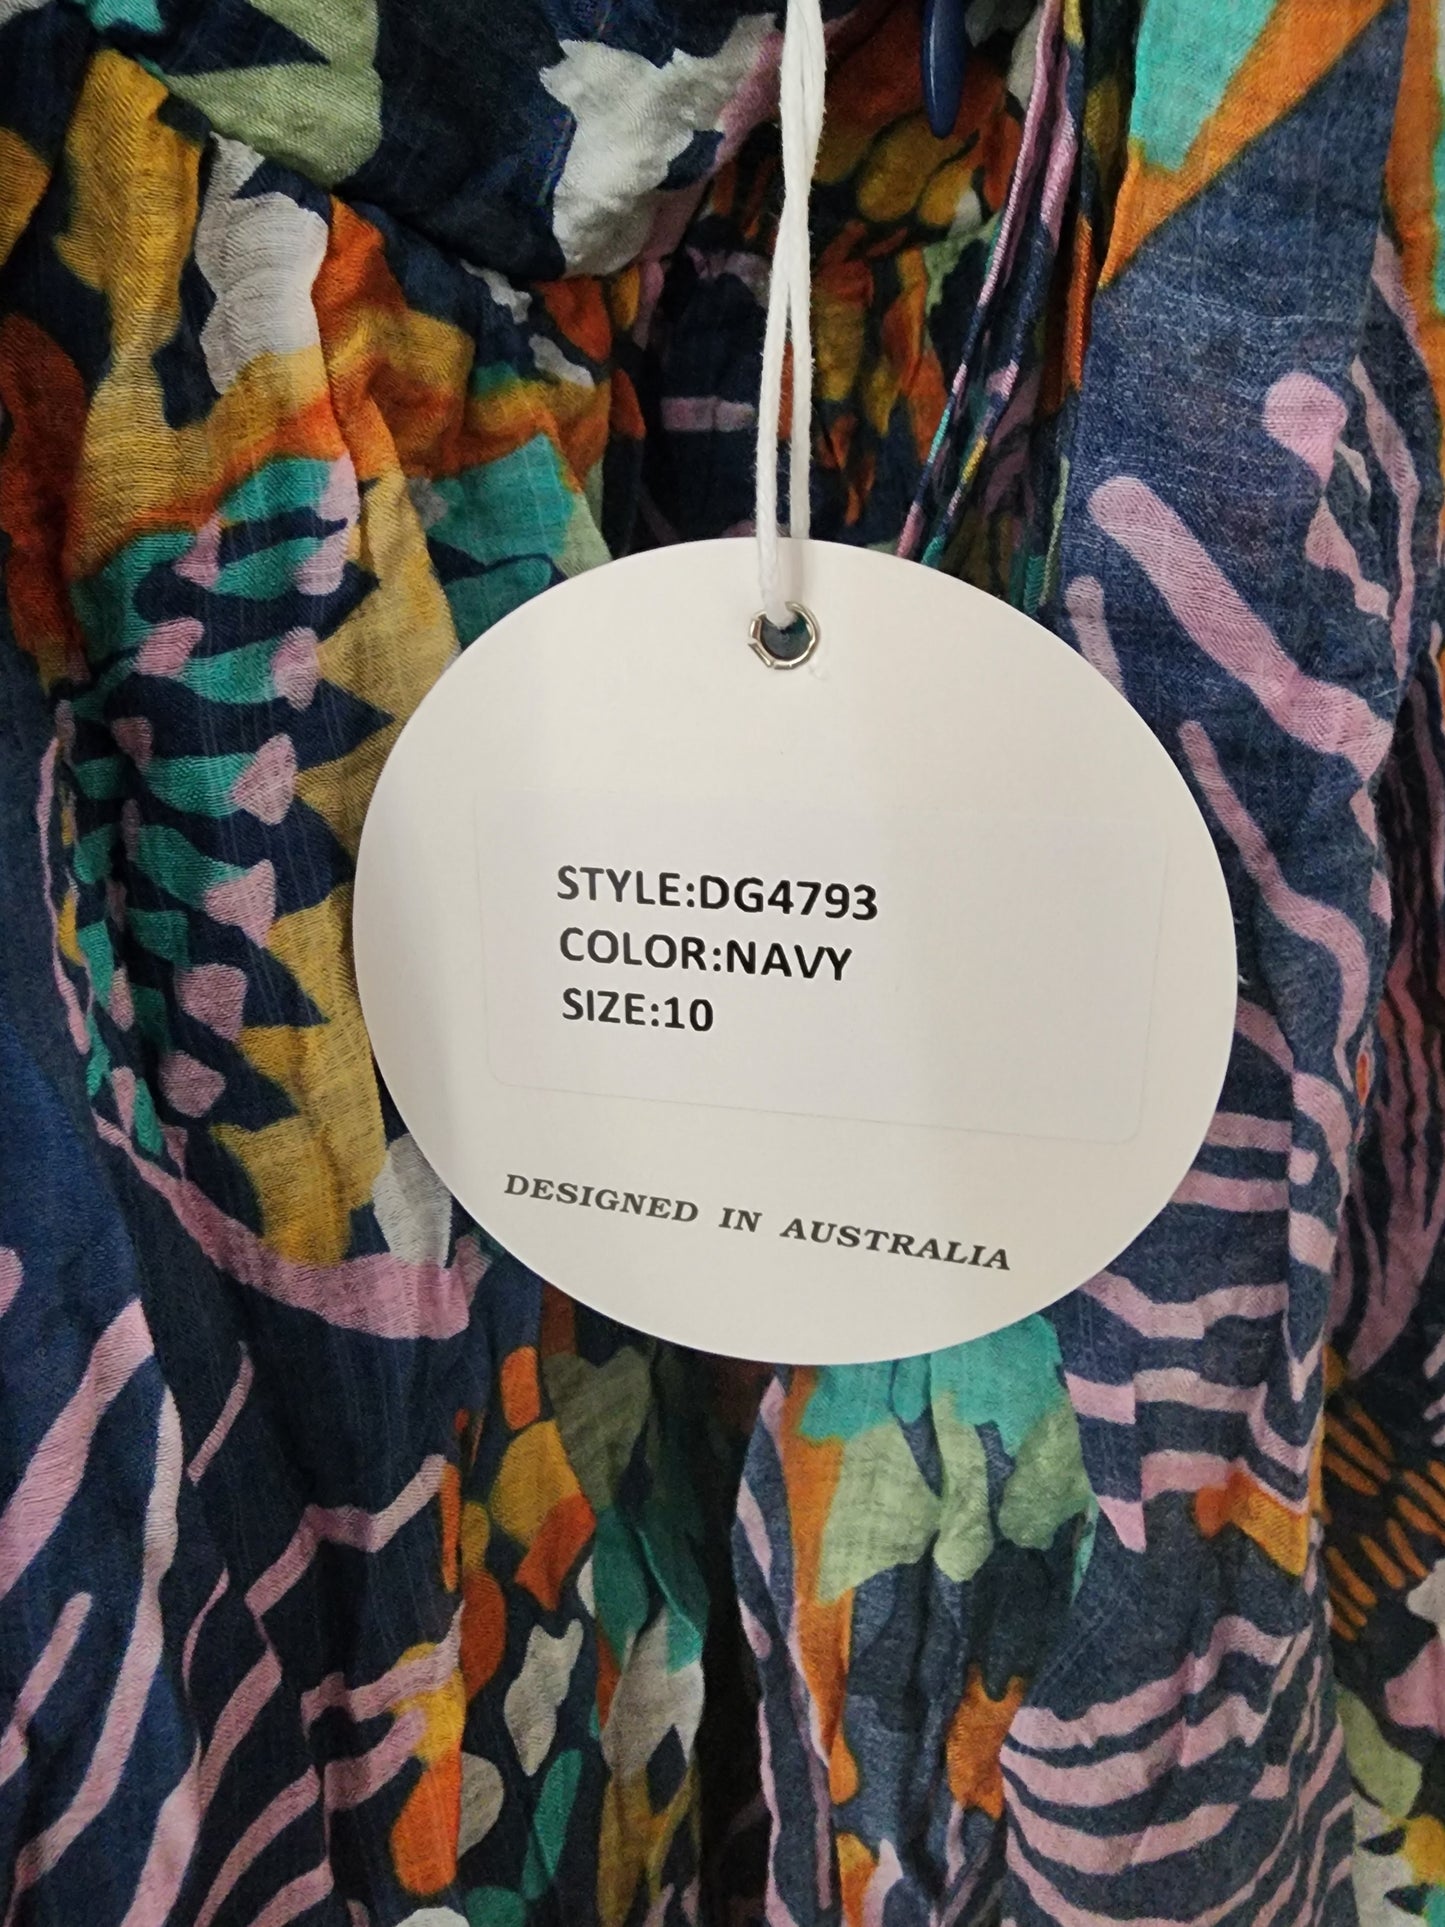 STYLE:DG4793
COLOR:NAVY
SIZE:10
DESIGNED IN AUSTRALIA